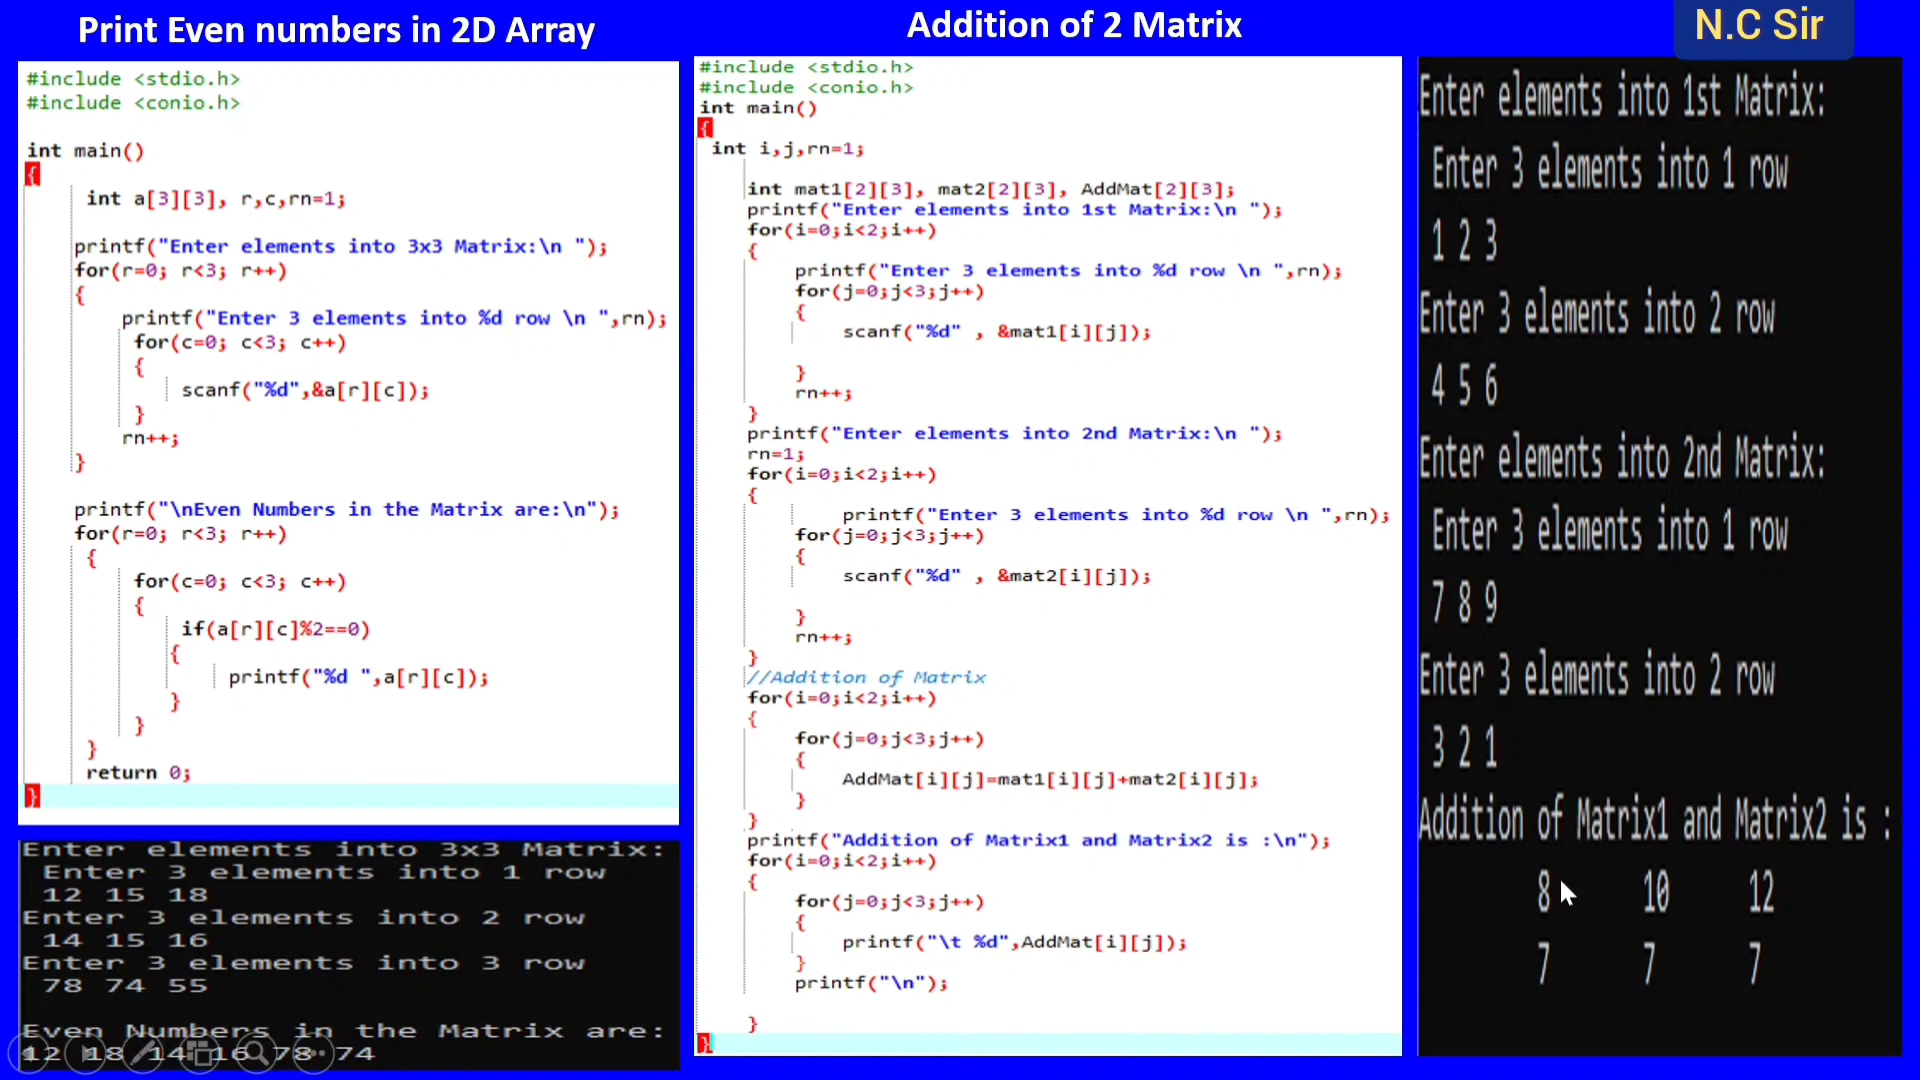 Print Even numbers in 2D Array
#include <stdio.h>
#include <conio.h>
int main()
{
int a[3][3], r,c,rn=1;
printf("Enter elements into 3x3 Matrix:\n ");
for(r=0; r<3; r++)
{
printf("Enter 3 elements into %d row \n ",rn);
for(c=0; c<3; c++)
{
scanf("%d",&a[r][c]);
}
rn++;
}
printf("\nEven Numbers in the Matrix are:\n");
for(r=0; r<3; r++)
{
for(c=0; c<3; c++)
{
if(a[r][c]%2==0)
{
printf("%d ",a[r][c]);
}
}
}
return 0;
}
Enter elements into 3x3 Matrix:
Enter 3 elements into 1 row
12 15 18
Enter 3 elements into 2 row
14 15 16
Enter 3 elements into 3 row
78 74 55
Even Numbers in the Matrix are:
12 18 14 16 78 74
Addition of 2 Matrix
#include <stdio.h>
#include <conio.h>
int main()
{
int i,j,rn=1;
int mat1[2][3], mat2[2][3], AddMat[2][3];
printf("Enter elements into 1st Matrix:\n ");
for(i=0;i<2;i++)
{
printf("Enter 3 elements into %d row \n ",rn);
for(j=0;j<3;j++)
{
scanf("%d" , &mat1[i][j]);
}
rn++;
}
printf("Enter elements into 2nd Matrix:\n ");
rn=1;
for(i=0;i<2;i++)
{
printf("Enter 3 elements into %d row \n ",rn);
for(j=0;j<3;j++)
{
scanf("%d" , &mat2[i][j]);
}
rn++;
}
//Addition of Matrix
for(i=0;i<2;i++)
{
for(j=0;j<3;j++)
{
AddMat[i][j]=mat1[i][j]+mat2[i][j];
}
}
printf("Addition of Matrix1 and Matrix2 is :\n");
for(i=0;i<2;i++)
{
for(j=0;j<3;j++)
{
printf("\t %d",AddMat[i][j]);
}
printf("\n");
}
}
N.C Sir
Enter elements into 1st Matrix:
Enter 3 elements into 1 row
1 2 3
Enter 3 elements into 2 row
4 5 6
Enter elements into 2nd Matrix:
Enter 3 elements into 1 row
7 8 9
Enter 3 elements into 2 row
3 2 1
Addition of Matrix1 and Matrix2 is :
8 10 12
7 7 7